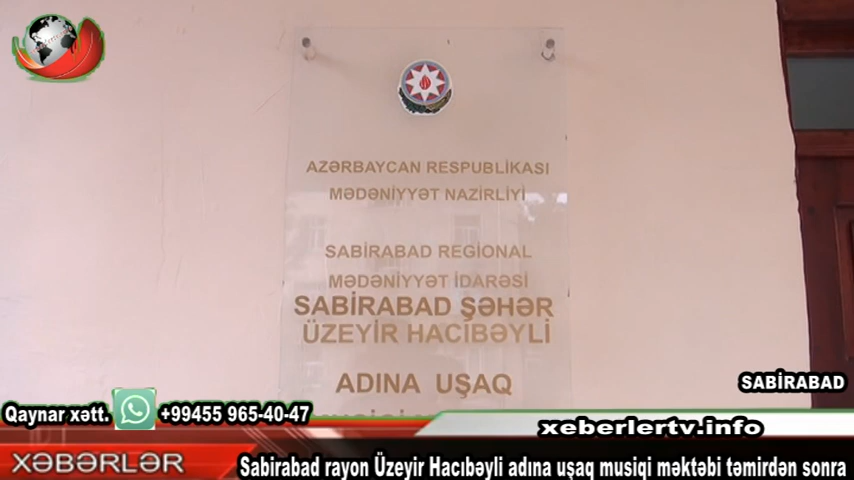 AZƏRBAYCAN RESPUBLİKASI
MƏDƏNİYYƏT NAZİRLİYİ
SABİRABAD REGIONAL
MƏDƏNİYYƏT İDARƏSİ
SABİRABAD ŞƏHƏR
ÜZEYİR HACIBƏYLİ
ADINA UŞAQ
SABİRABAD
Qaynar xətt. +99455 965-40-47
xeberlertv.info
XƏBƏRLƏR
Sabirabad rayon Üzeyir Hacıbəyli adına uşaq musiqi məktəbi təmirdən sonra